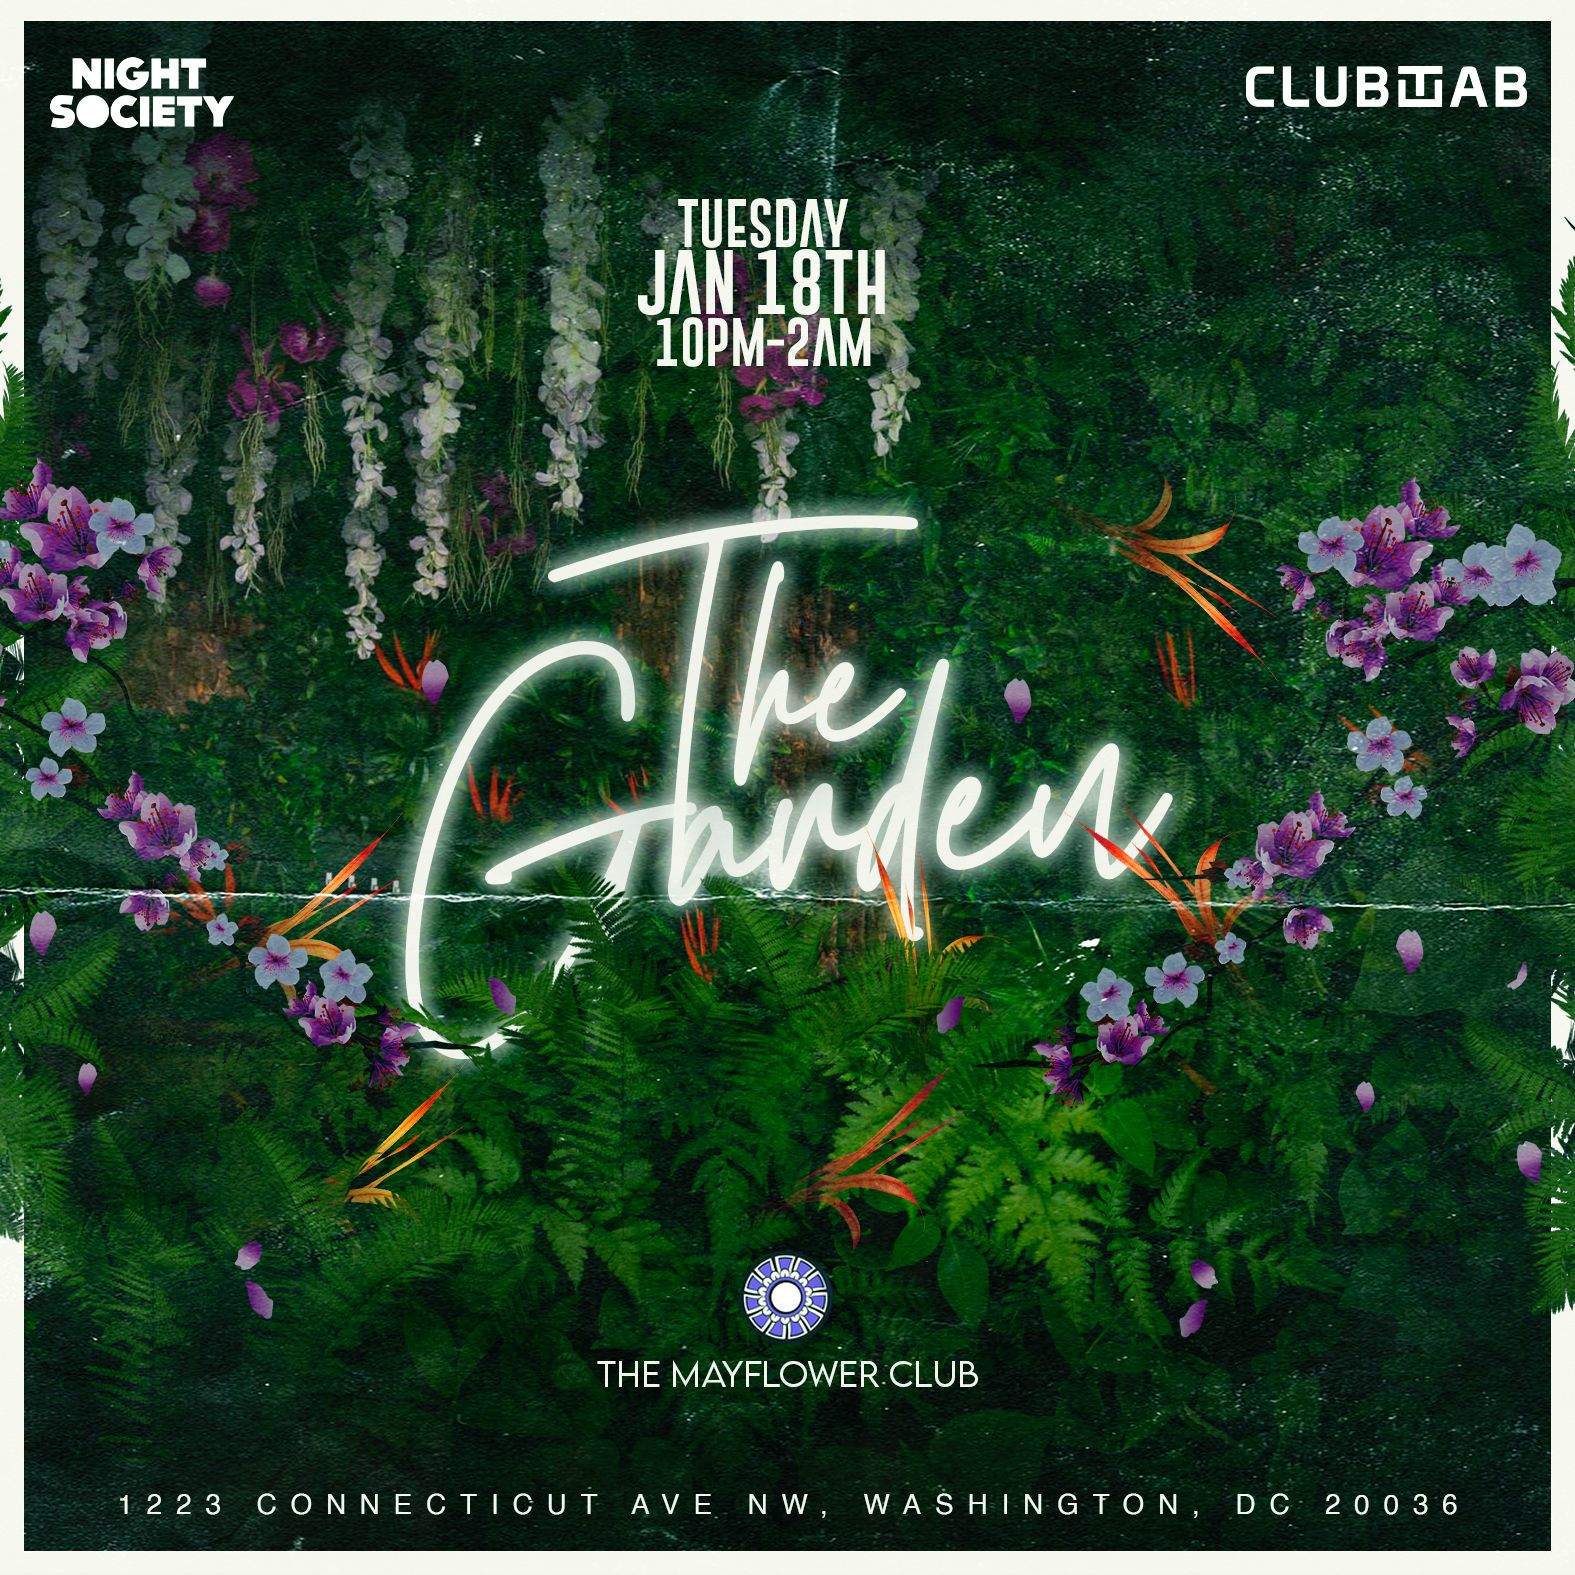 NIGHT
SOCIETY
CLUBTAB
TUESDAY
JAN 18TH
10PM-2AM
The
Garden
THE MAYFLOWER CLUB
1223 CONNECTICUT AVE NW, WASHINGTON, DC 20036